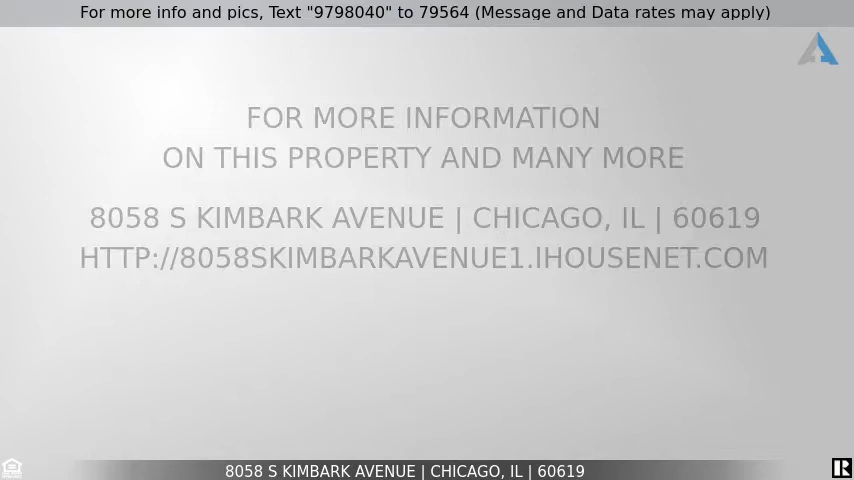 For more info and pics, Text "9798040" to 79564 (Message and Data rates may apply)
FOR MORE INFORMATION
ON THIS PROPERTY AND MANY MORE
8058 S KIMBARK AVENUE | CHICAGO, IL | 60619
HTTP://8058SKIMBARKAVENUE1.IHOUSENET.COM
8058 S KIMBARK AVENUE | CHICAGO, IL | 60619